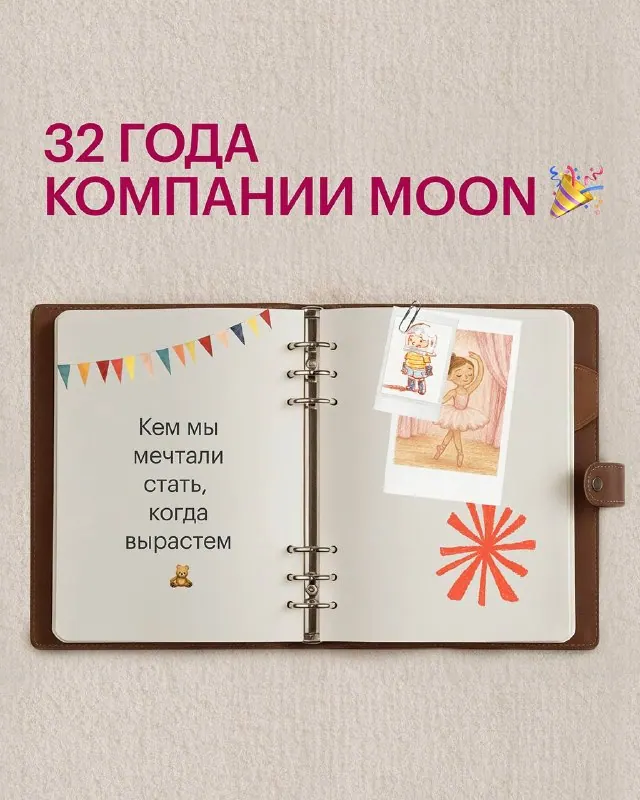 32 ГОДА
КОМПАНИИ MOON 🎉
Кем мы
мечтали
стать,
когда
вырастем
🧸